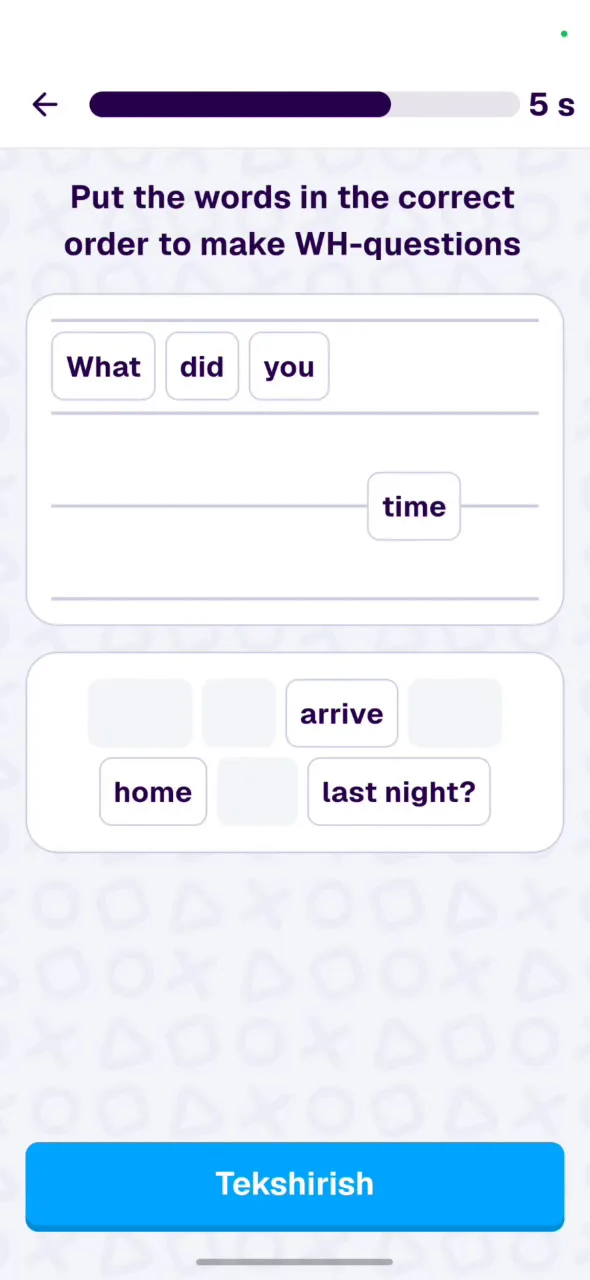 5 s
Put the words in the correct
order to make WH-questions
What did you
time
arrive
home last night?
Tekshirish